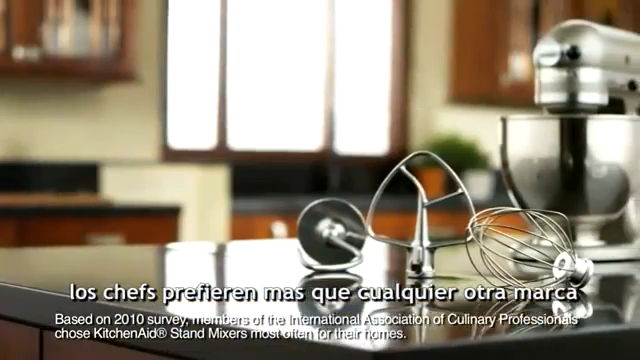 los chefs prefieren mas que cualquier otra marca
Based on 2010 survey, members of the International Association of Culinary Professionals
chose KitchenAid® Stand Mixers most often for their homes.